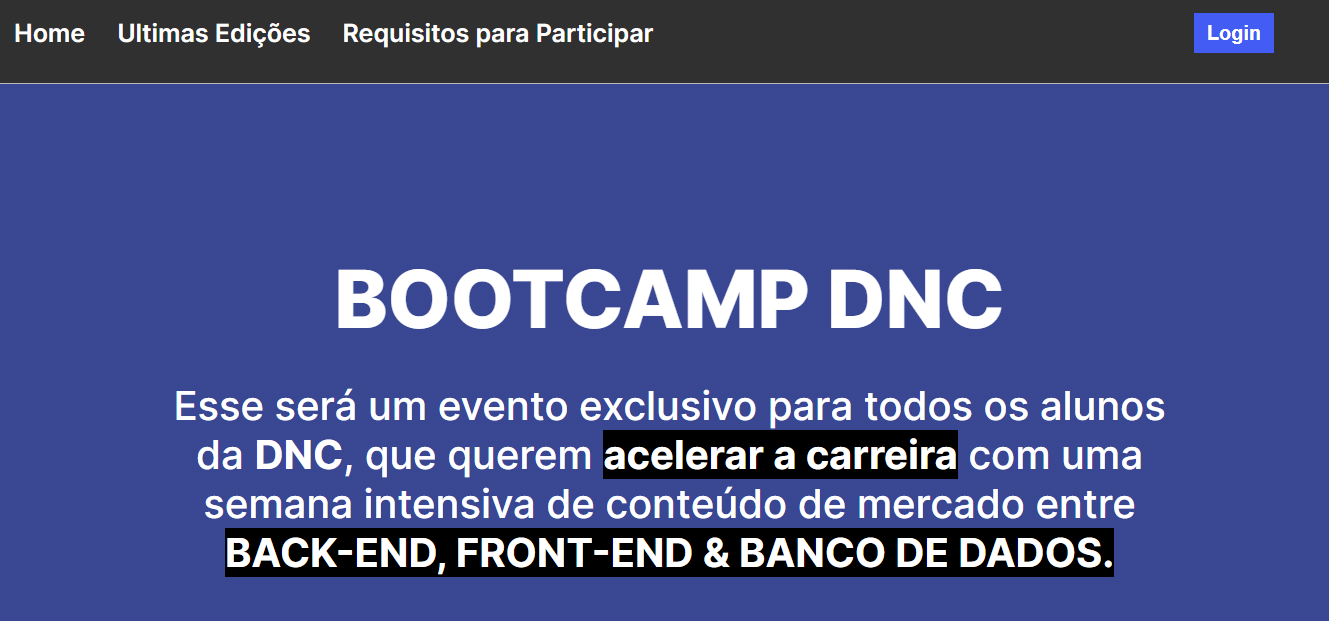 Home Ultimas Edições Requisitos para Participar Login
BOOTCAMP DNC
Esse será um evento exclusivo para todos os alunos
da DNC, que querem acelerar a carreira com uma
semana intensiva de conteúdo de mercado entre
BACK-END, FRONT-END & BANCO DE DADOS.